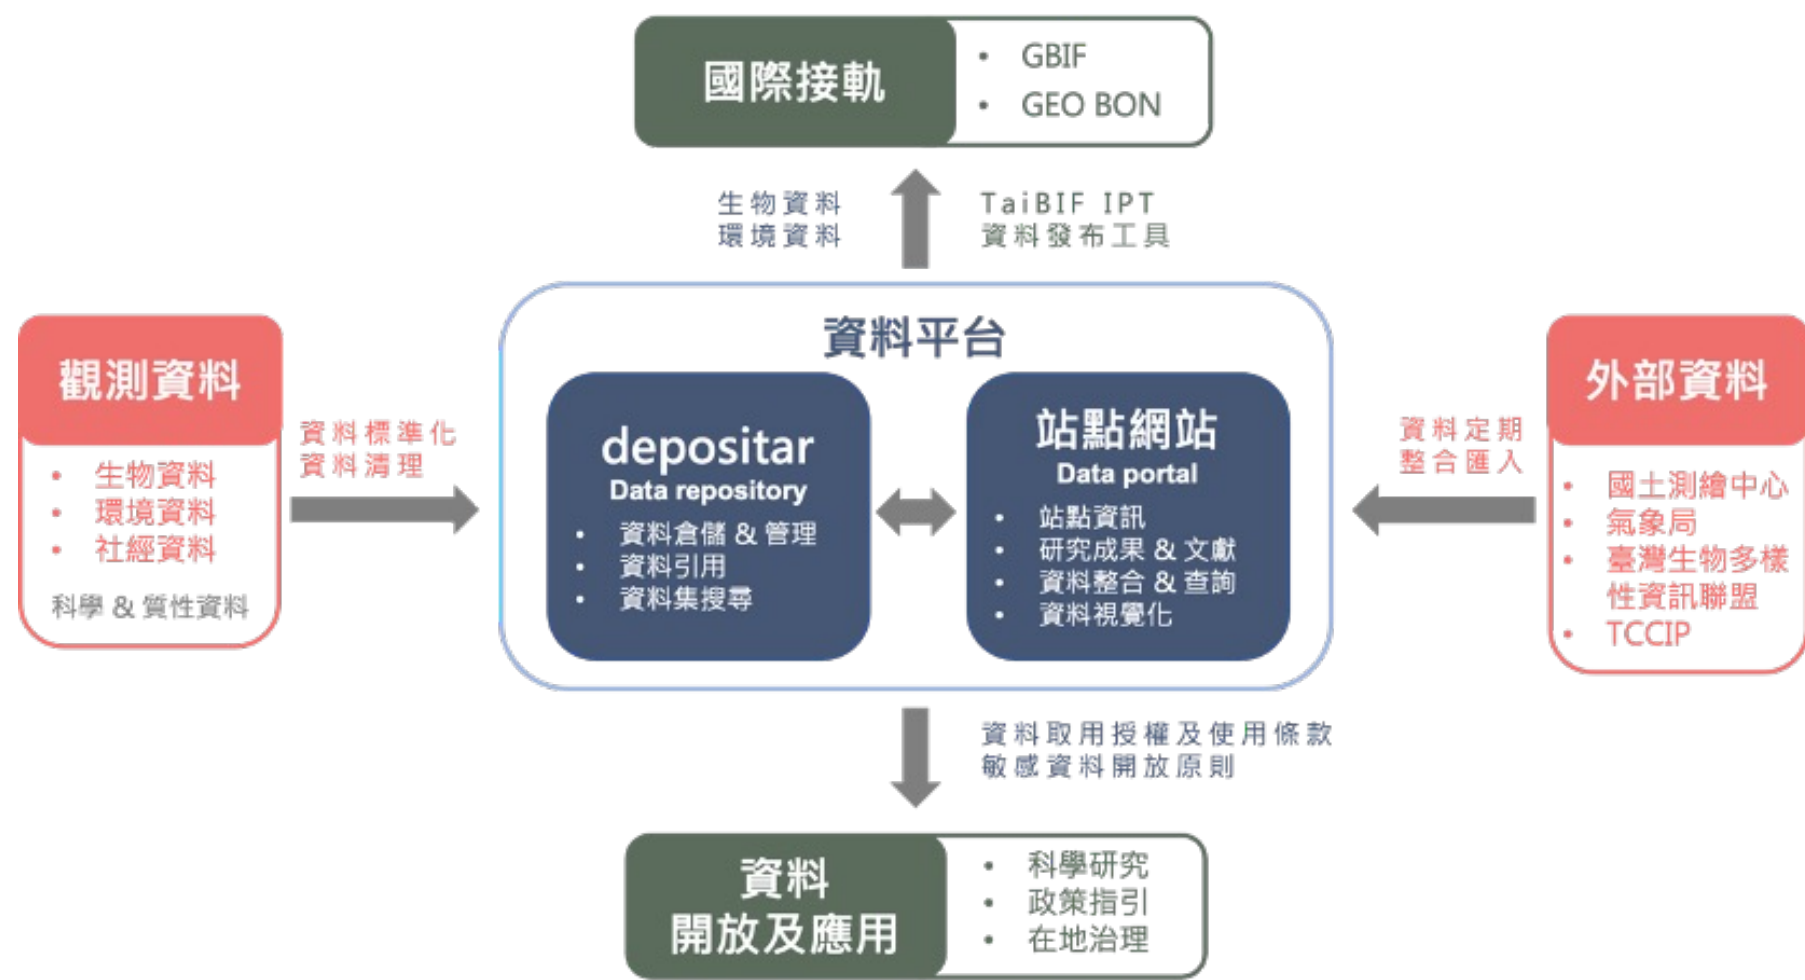 國際接軌
• GBIF
• GEO BON
生物資料
環境資料
TaiBIF IPT
資料發布工具
觀測資料
• 生物資料
• 環境資料
• 社經資料
科學 & 質性資料
資料標準化
資料清理
資料平台
depositar
Data repository
• 資料倉儲 & 管理
• 資料引用
• 資料集搜尋
站點網站
Data portal
• 站點資訊
• 研究成果 & 文獻
• 資料整合 & 查詢
• 資料視覺化
資料定期
整合匯入
外部資料
• 國土測繪中心
• 氣象局
• 臺灣生物多樣
性資訊聯盟
• TCCIP
資料取用授權及使用條款
敏感資料開放原則
資料
開放及應用
• 科學研究
• 政策指引
• 在地治理